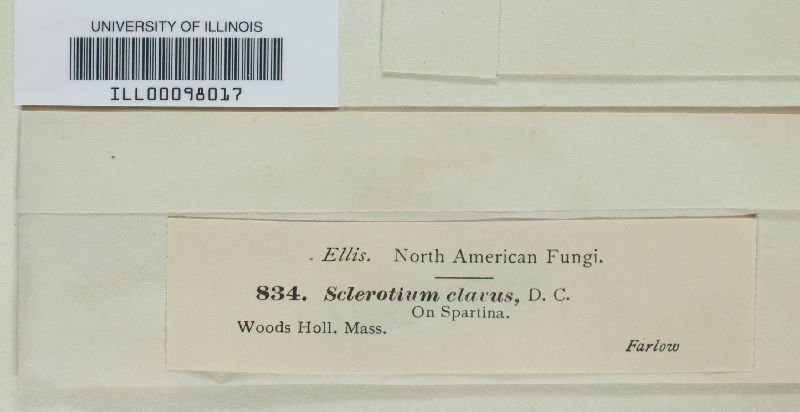 UNIVERSITY OF ILLINOIS
ILL00098017
Ellis. North American Fungi.
834. Sclerotium clavus, D. C.
On Spartina.
Woods Holl. Mass.
Farlow